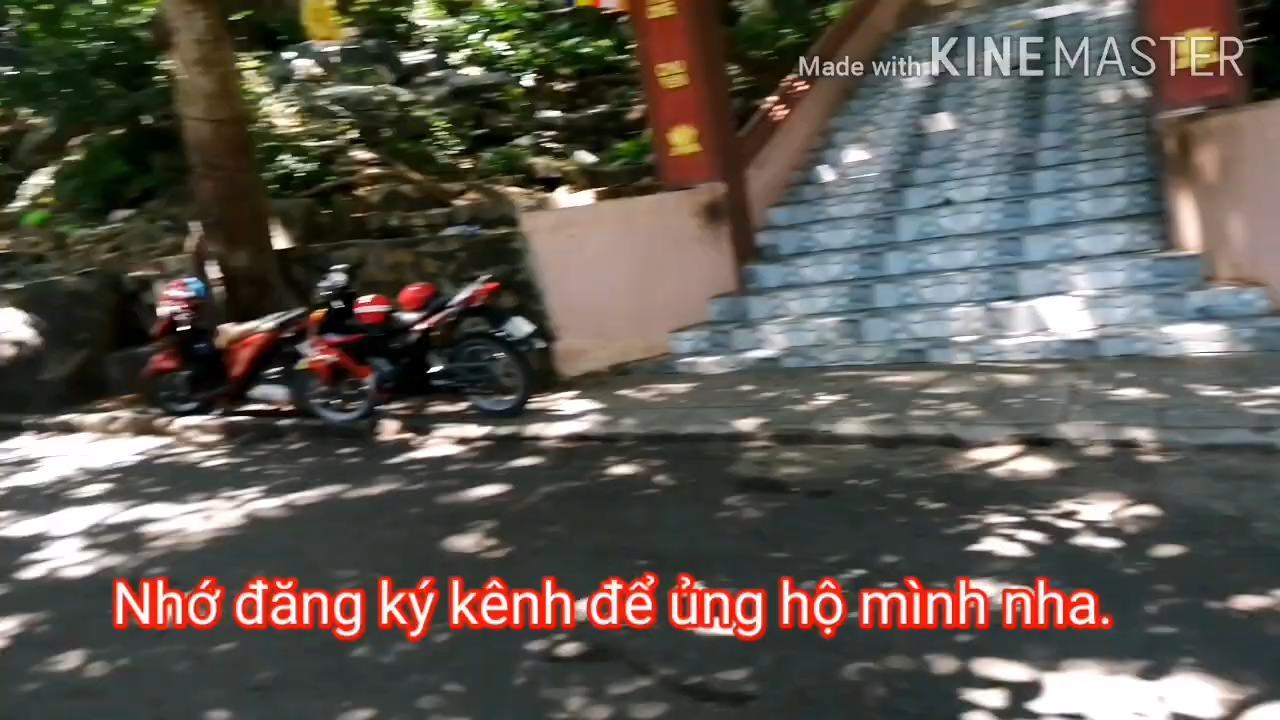 Made with KINEMASTER
Nhớ đăng ký kênh để ủng hộ mình nha.